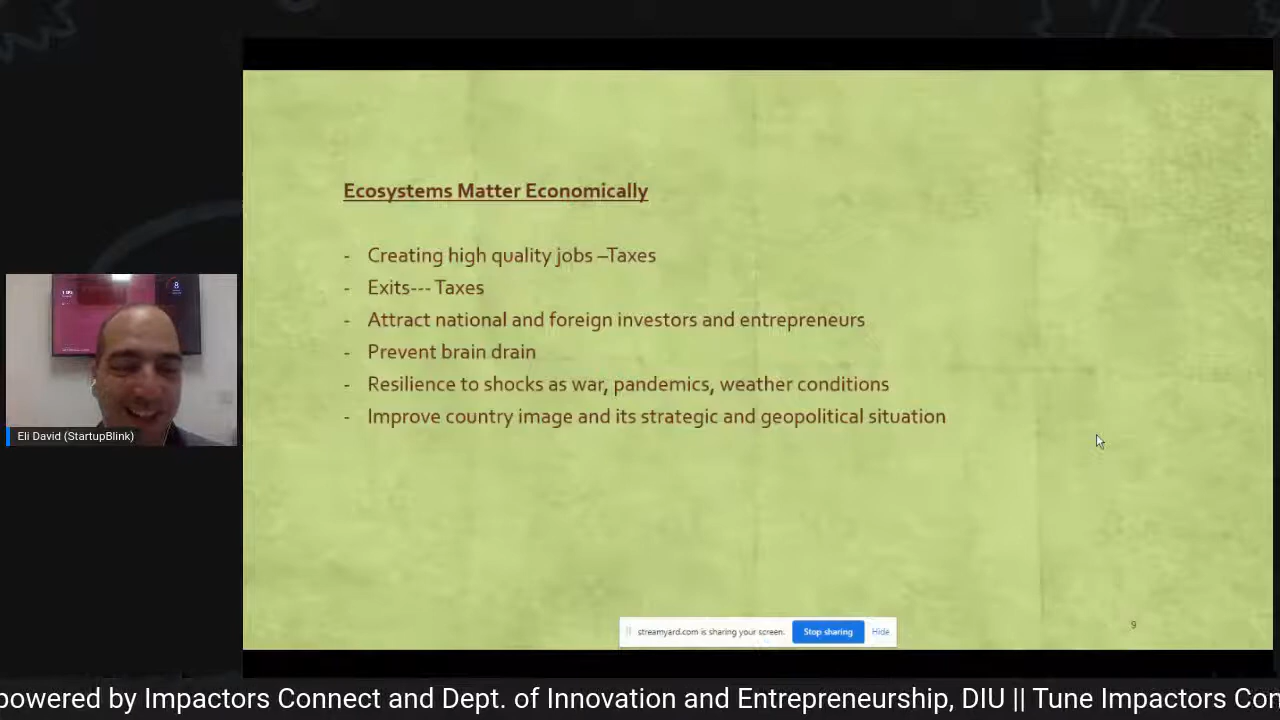 Ecosystems Matter Economically
- Creating high quality jobs –Taxes
- Exits--- Taxes
- Attract national and foreign investors and entrepreneurs
- Prevent brain drain
- Resilience to shocks as war, pandemics, weather conditions
- Improve country image and its strategic and geopolitical situation
Eli David (StartupBlink)
streamyard.com is sharing your screen. Stop sharing Hide
9
powered by Impactors Connect and Dept. of Innovation and Entrepreneurship, DIU || Tune Impactors Con